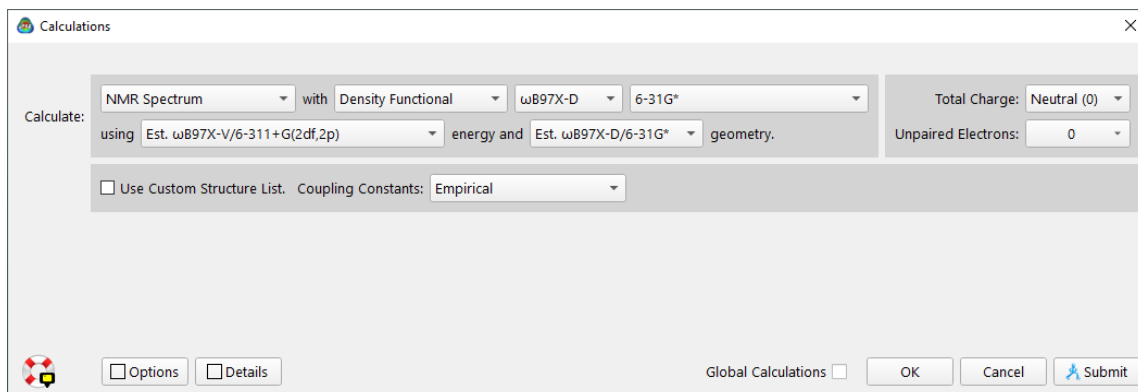 Calculations
Calculate:
NMR Spectrum with Density Functional ωB97X-D 6-31G*
Total Charge: Neutral (0)
using Est. ωB97X-V/6-311+G(2df,2p) energy and Est. ωB97X-D/6-31G* geometry.
Unpaired Electrons: 0
Use Custom Structure List. Coupling Constants: Empirical
Options Details Global Calculations OK Cancel Submit